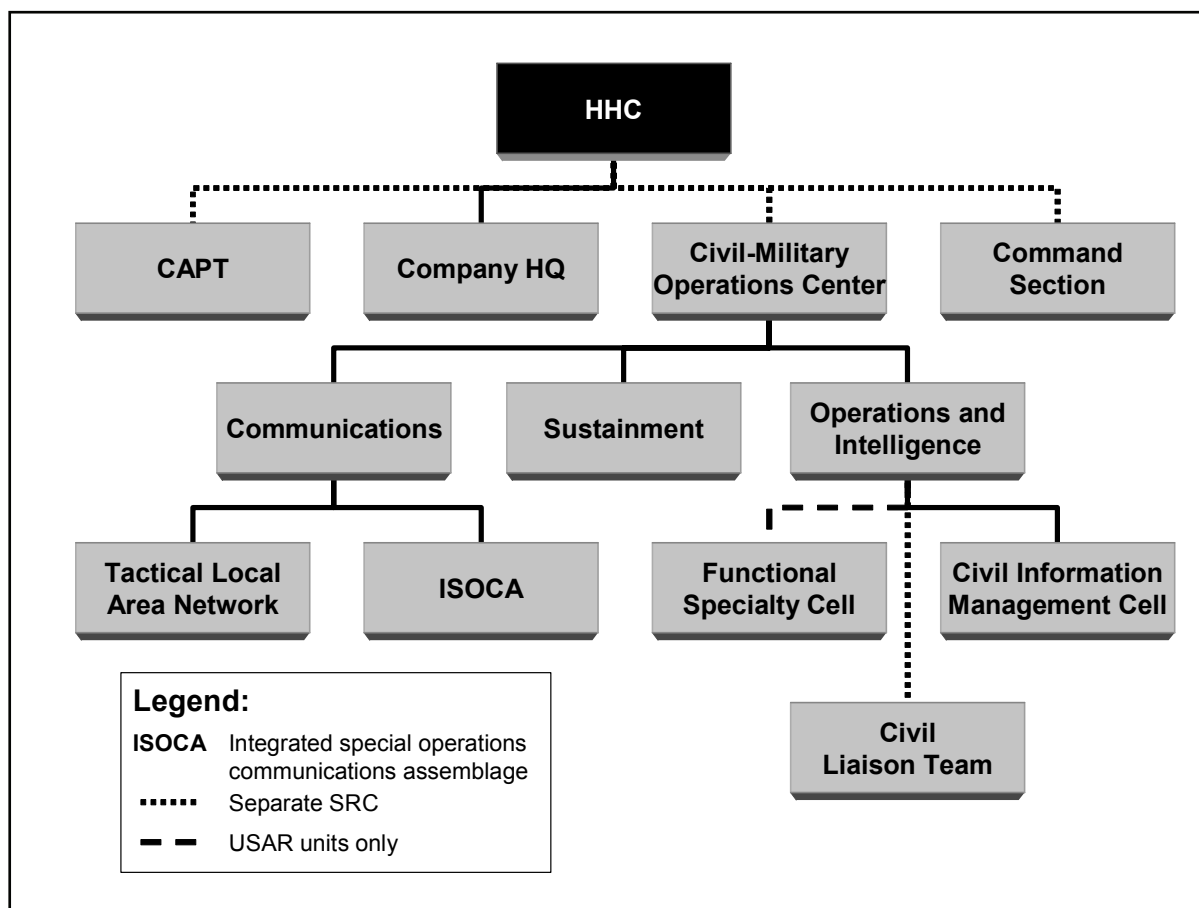 HHC
CAPT
Company HQ
Civil-Military
Operations Center
Command
Section
Communications
Sustainment
Operations and
Intelligence
Tactical Local
Area Network
ISOCA
Functional
Specialty Cell
Civil Information
Management Cell
Civil
Liaison Team
Legend:
ISOCA Integrated special operations
communications assemblage
Separate SRC
USAR units only